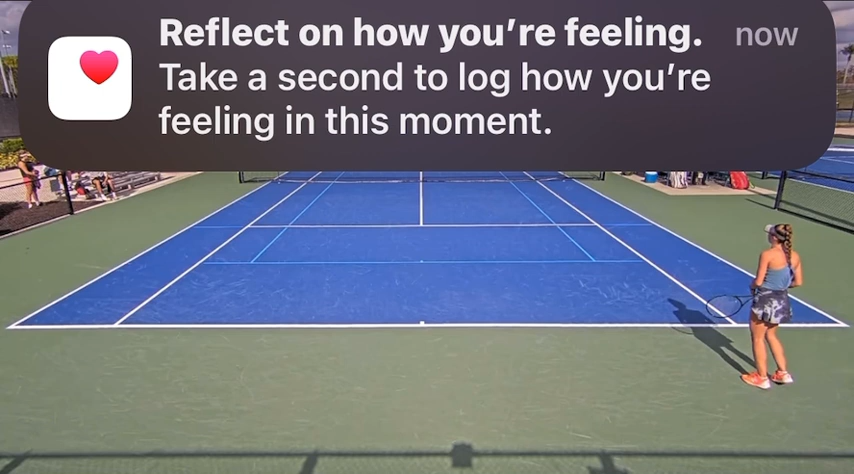 Reflect on how you’re feeling. now
Take a second to log how you’re
feeling in this moment.